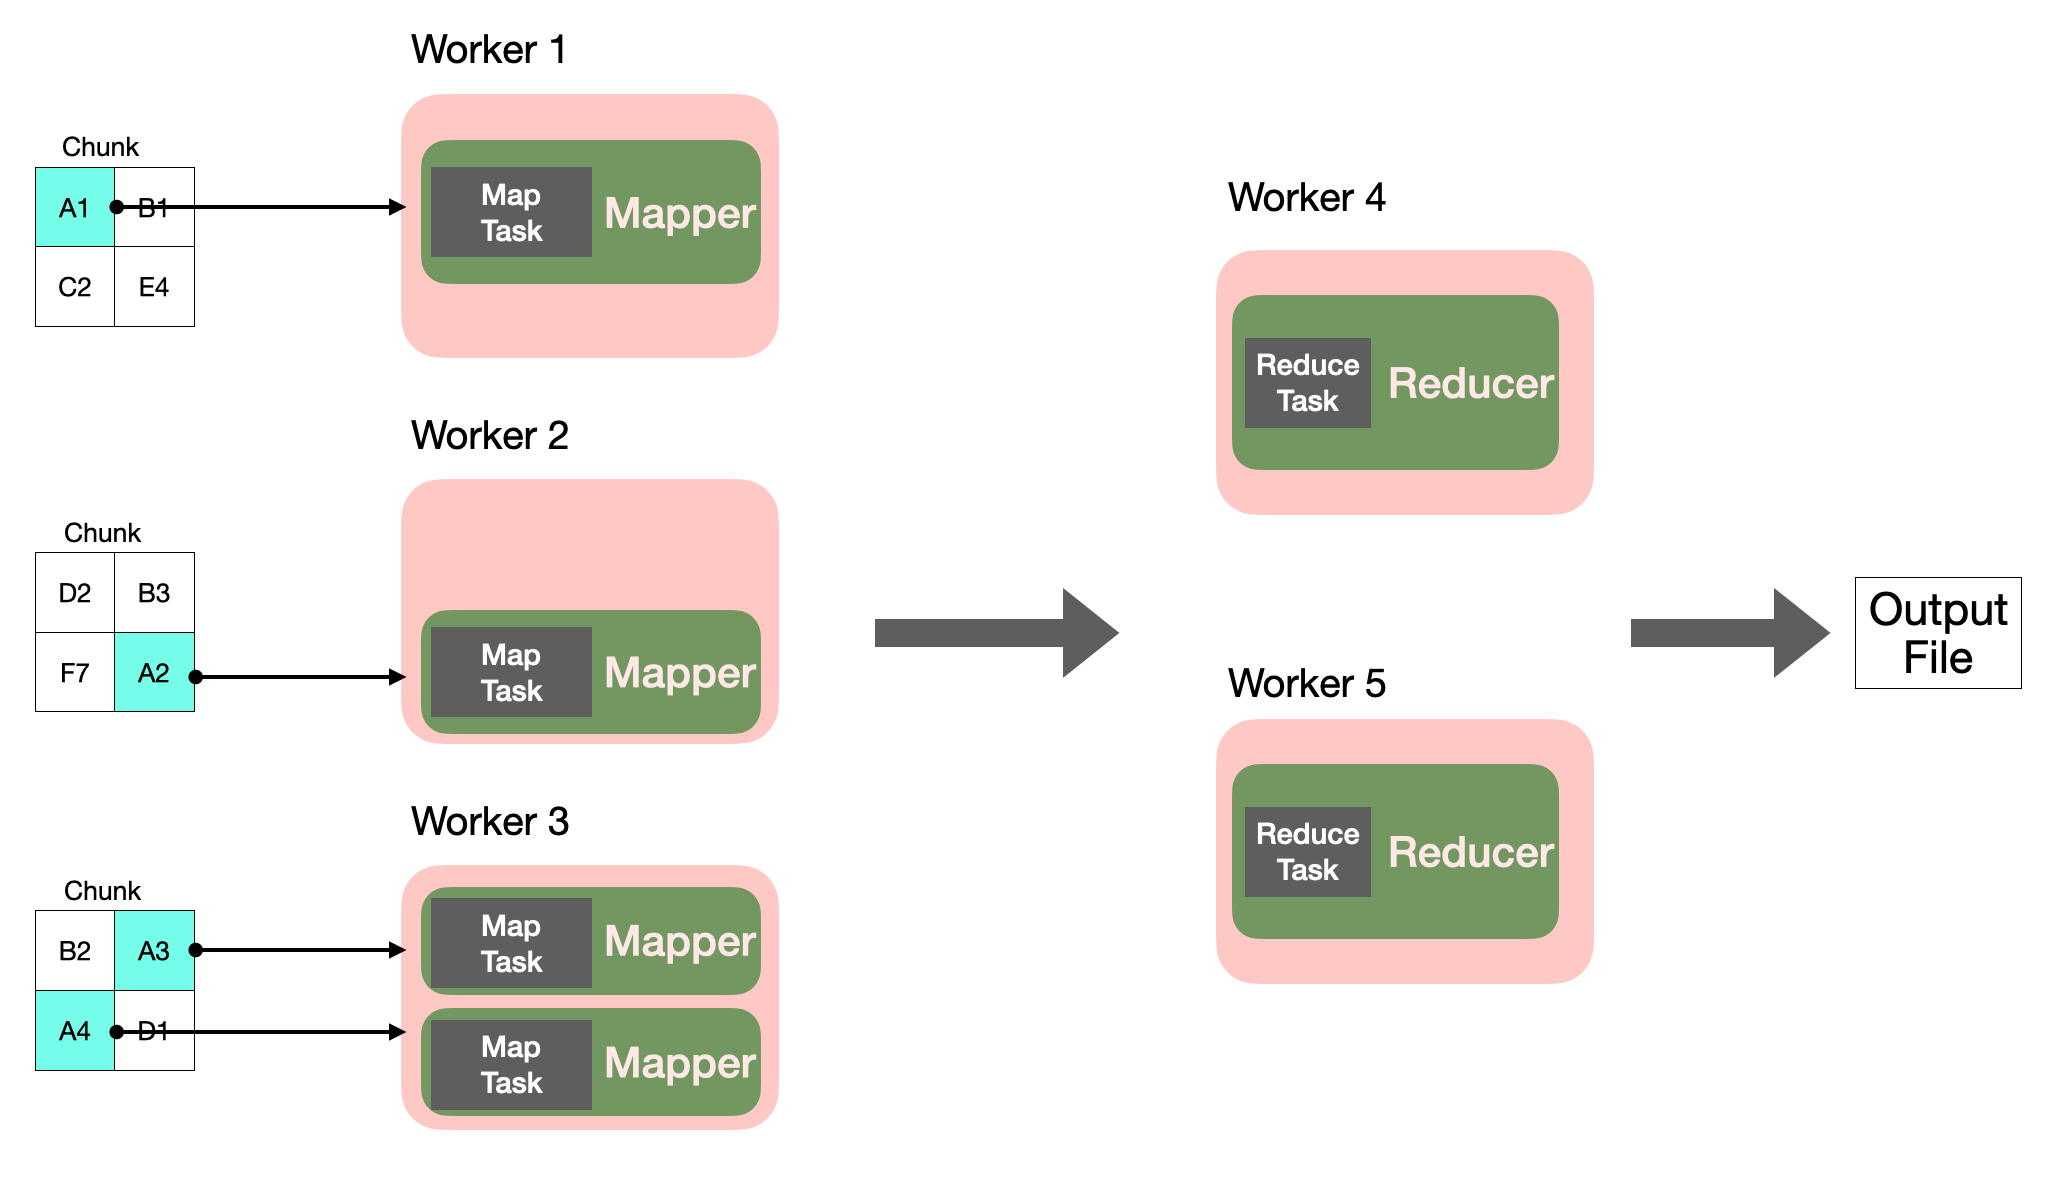 Worker 1
Chunk
A1 B1
C2 E4
Map
Task
Mapper
Worker 2
Chunk
D2 B3
F7 A2
Map
Task
Mapper
Worker 3
Chunk
B2 A3
A4 D1
Map
Task
Mapper
Map
Task
Mapper
Worker 4
Reduce
Task
Reducer
Worker 5
Reduce
Task
Reducer
Output
File